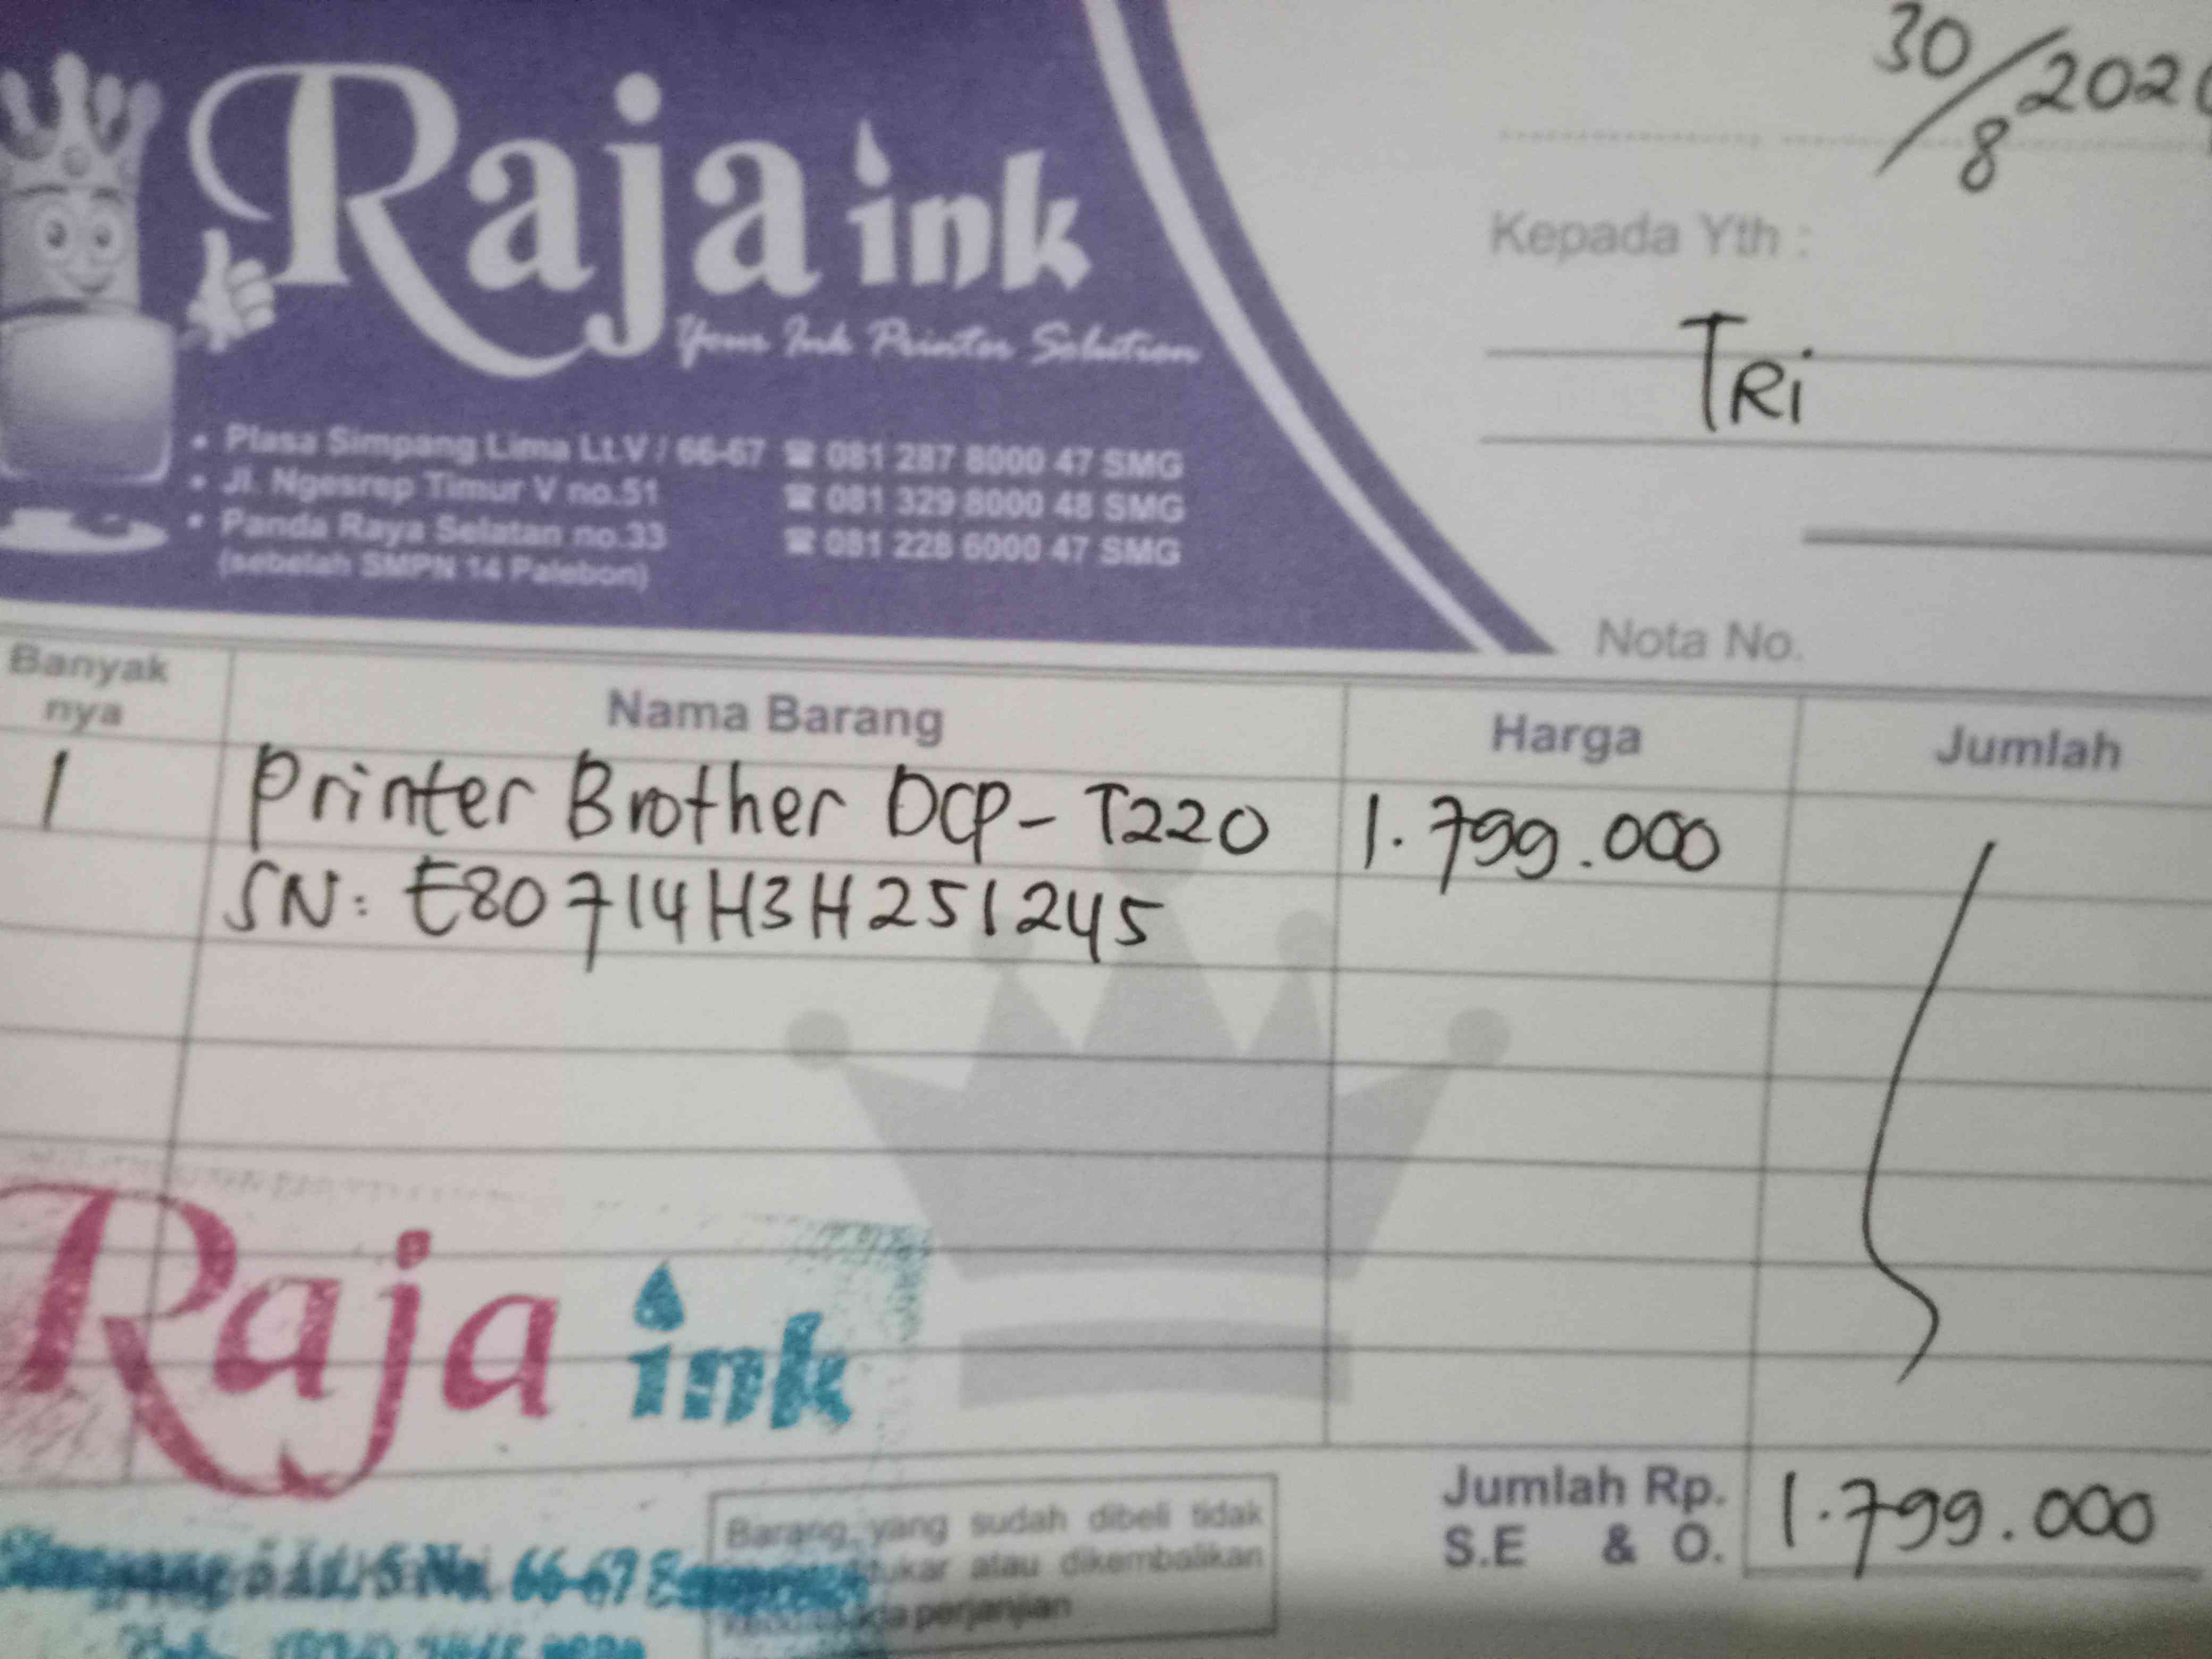 30/8 202
Raja ink
Your Ink Printer Solution
Kepada Yth :
TRi
• Plasa Simpang Lima Lt.V / 66-67 ☎ 081 287 8000 47 SMG
• Jl. Ngesrep Timur V no.51 ☎ 081 329 8000 48 SMG
• Panda Raya Selatan no.33 ☎ 081 228 6000 47 SMG
(sebelah SMPN 14 Palebon)
Nota No.
Banyak nya Nama Barang Harga Jumlah
1 Printer Brother DCP-T220 1.799.000
SN: E80714H3H251245
Raja ink
Jumlah Rp. 1.799.000
S.E & O.
Barang yang sudah dibeli tidak
atau dikembalikan
perjanjian
66-67